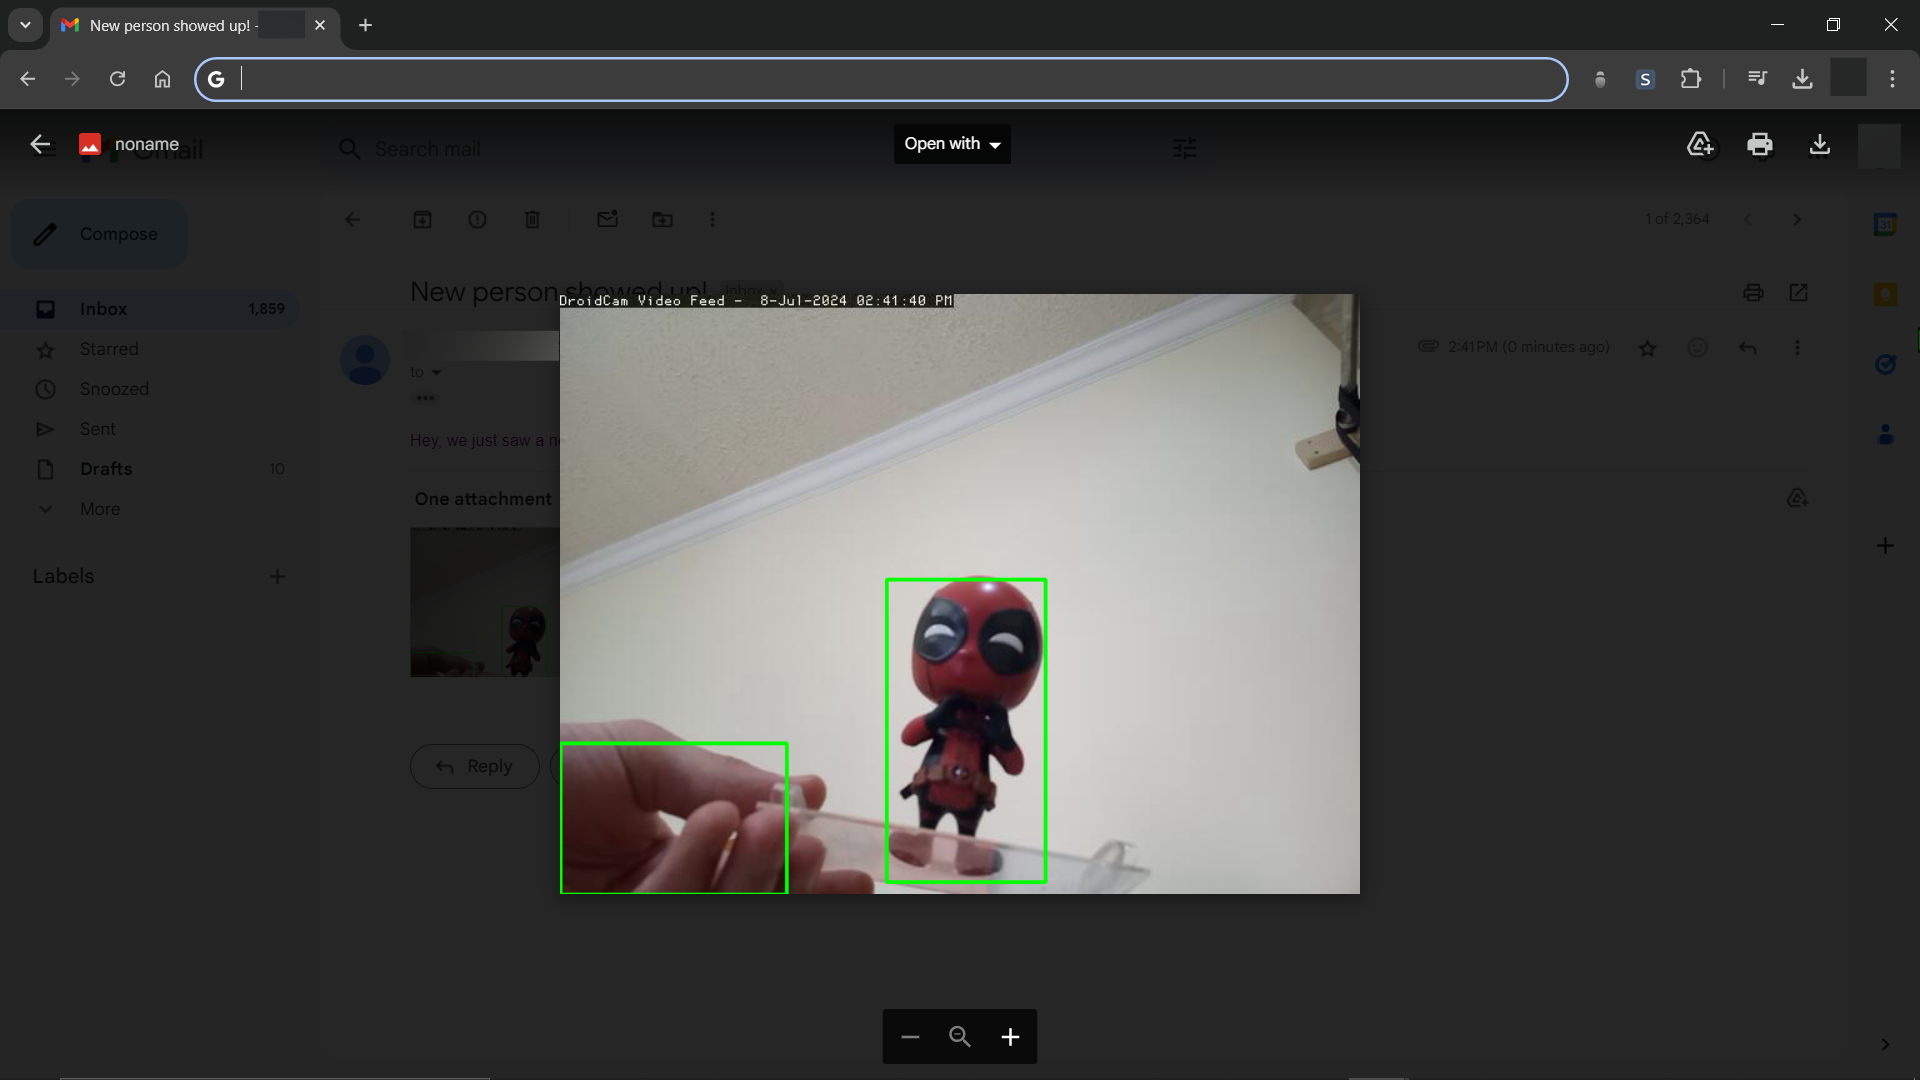 New person showed up! -
noname
Gmail
Search mail
Open with
Compose
1 of 2,364
New person showed up!
Inbox x
DroidCam Video Feed - 8-Jul-2024 02:41:40 PM
Inbox 1,859
Starred
2:41 PM (0 minutes ago)
to
Snoozed
Sent
Hey, we just saw a
Drafts 10
One attachment
More
Labels
Reply
G
S
31